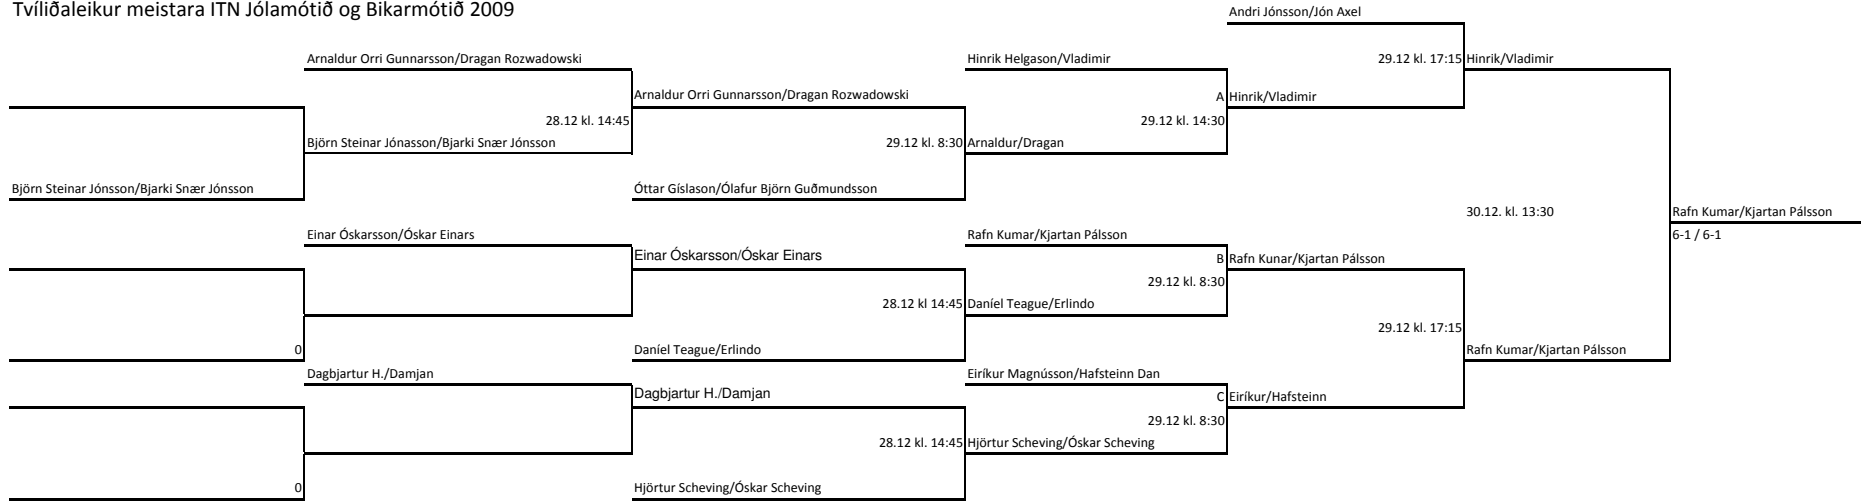 Tvíliðaleikur meistara ITN Jólamótið og Bikarmótið 2009
Andri Jónsson/Jón Axel
Arnaldur Orri Gunnarsson/Dragan Rozwadowski
Hinrik Helgason/Vladimir
29.12 kl. 17:15
Hinrik/Vladimir
Arnaldur Orri Gunnarsson/Dragan Rozwadowski
A
Hinrik/Vladimir
28.12 kl. 14:45
29.12 kl. 14:30
Björn Steinar Jónasson/Bjarki Snær Jónsson
29.12 kl. 8:30
Arnaldur/Dragan
Björn Steinar Jónsson/Bjarki Snær Jónsson
Óttar Gíslason/Ólafur Björn Guðmundsson
30.12. kl. 13:30
Rafn Kumar/Kjartan Pálsson
Einar Óskarsson/Óskar Einars
Rafn Kumar/Kjartan Pálsson
6-1 / 6-1
Einar Óskarsson/Óskar Einars
B
Rafn Kunar/Kjartan Pálsson
29.12 kl. 8:30
28.12 kl 14:45
Daníel Teague/Erlindo
29.12 kl. 17:15
0
Daníel Teague/Erlindo
Rafn Kumar/Kjartan Pálsson
Dagbjartur H./Damjan
Eiríkur Magnússon/Hafsteinn Dan
Dagbjartur H./Damjan
C
Eiríkur/Hafsteinn
29.12 kl. 8:30
28.12 kl. 14:45
Hjörtur Scheving/Óskar Scheving
0
Hjörtur Scheving/Óskar Scheving